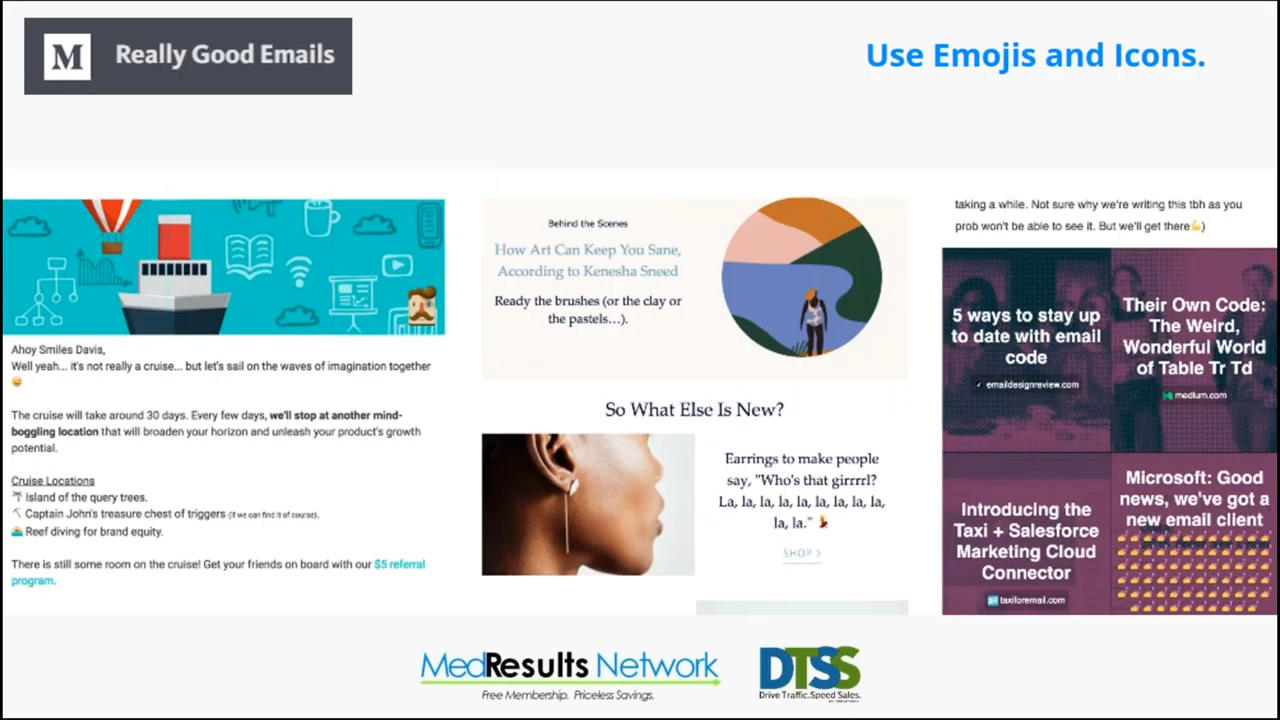 M Really Good Emails
Use Emojis and Icons.
Ahoy Smiles Davis,
Well yeah... it's not really a cruise... but let's sail on the waves of imagination together
The cruise will take around 30 days. Every few days, we'll stop at another mind-
boggling location that will broaden your horizon and unleash your product's growth
potential.
Cruise Locations
Island of the query trees.
Captain John's treasure chest of triggers (if we can find it of course).
Reef diving for brand equity.
There is still some room on the cruise! Get your friends on board with our $5 referral
program.
Behind the Scenes
How Art Can Keep You Sane,
According to Kenesha Sneed
Ready the brushes (or the clay or
the pastels...).
So What Else Is New?
Earrings to make people
say, "Who's that girrrrl?
La, la, la, la, la, la, la, la, la,
la, la."
SHOP >
taking a while. Not sure why we're writing this tbh as you
prob won't be able to see it. But we'll get there💪)
5 ways to stay up
to date with email
code
emaildesignreview.com
Their Own Code:
The Weird,
Wonderful World
of Table Tr Td
medium.com
Introducing the
Taxi + Salesforce
Marketing Cloud
Connector
taxiforemail.com
Microsoft: Good
news, we've got a
new email client
MedResults Network
Free Membership. Priceless Savings.
DTSS
Drive Traffic.Speed Sales.